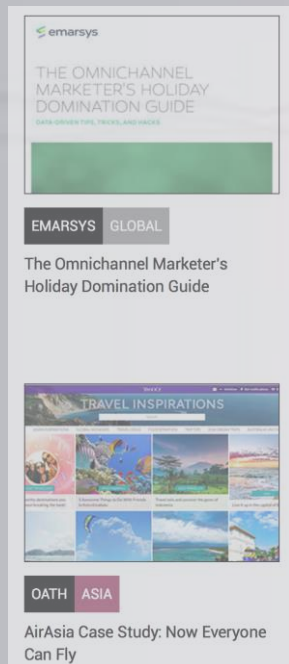 emarsys
THE OMNICHANNEL
MARKETER'S HOLIDAY
DOMINATION GUIDE
DATA-DRIVEN TIPS, TRICKS, AND HACKS
EMARSYS GLOBAL
The Omnichannel Marketer's
Holiday Domination Guide
TRAVEL INSPIRATIONS
OATH ASIA
AirAsia Case Study: Now Everyone
Can Fly